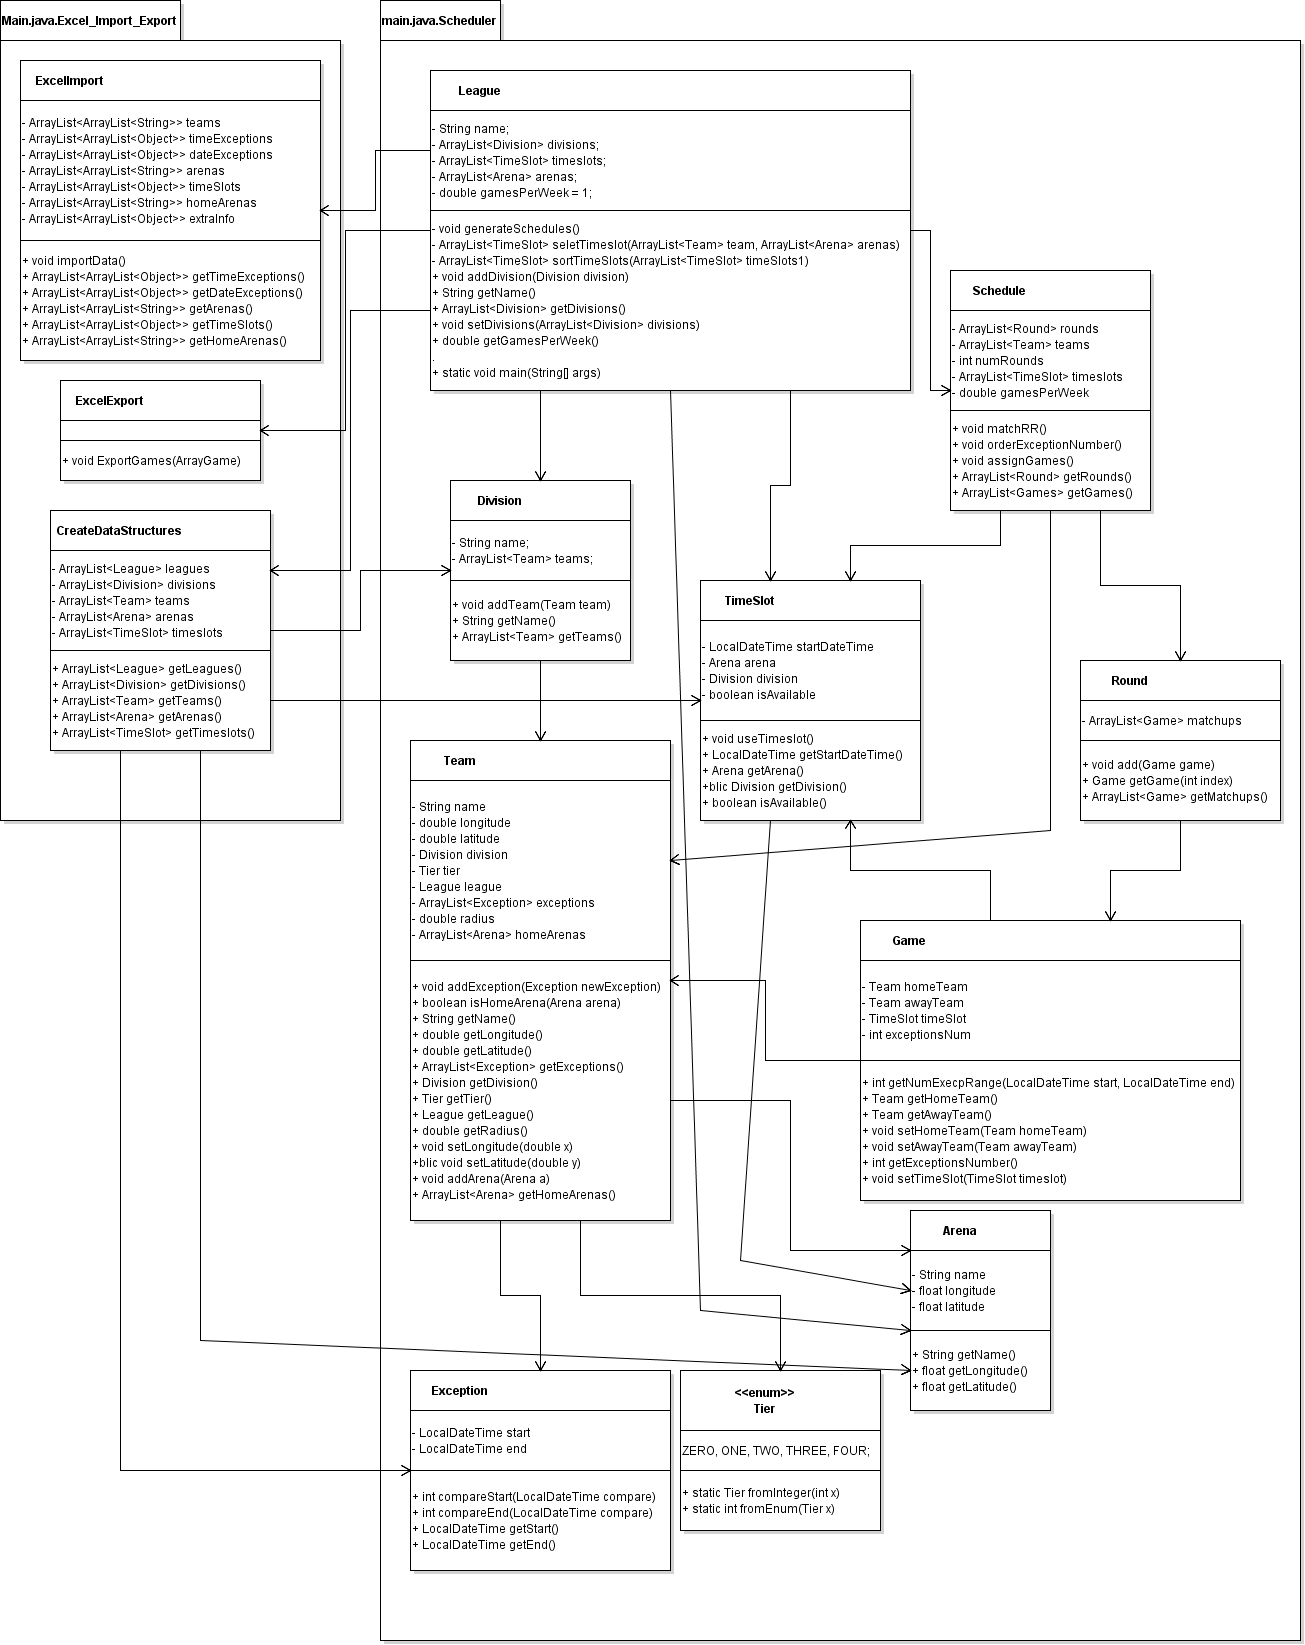 Main.java.Excel_Import_Export
ExcelImport
- ArrayList<ArrayList<String>> teams
- ArrayList<ArrayList<Object>> timeExceptions
- ArrayList<ArrayList<Object>> dateExceptions
- ArrayList<ArrayList<String>> arenas
- ArrayList<ArrayList<Object>> timeSlots
- ArrayList<ArrayList<String>> homeArenas
- ArrayList<ArrayList<Object>> extraInfo
+ void importData()
+ ArrayList<ArrayList<Object>> getTimeExceptions()
+ ArrayList<ArrayList<Object>> getDateExceptions()
+ ArrayList<ArrayList<String>> getArenas()
+ ArrayList<ArrayList<Object>> getTimeSlots()
+ ArrayList<ArrayList<String>> getHomeArenas()
ExcelExport
+ void ExportGames(ArrayGame)
CreateDataStructures
- ArrayList<League> leagues
- ArrayList<Division> divisions
- ArrayList<Team> teams
- ArrayList<Arena> arenas
- ArrayList<TimeSlot> timeslots
+ ArrayList<League> getLeagues()
+ ArrayList<Division> getDivisions()
+ ArrayList<Team> getTeams()
+ ArrayList<Arena> getArenas()
+ ArrayList<TimeSlot> getTimeslots()
main.java.Scheduler
League
- String name;
- ArrayList<Division> divisions;
- ArrayList<TimeSlot> timeslots;
- ArrayList<Arena> arenas;
- double gamesPerWeek = 1;
- void generateSchedules()
- ArrayList<TimeSlot> seletTimeslot(ArrayList<Team> team, ArrayList<Arena> arenas)
- ArrayList<TimeSlot> sortTimeSlots(ArrayList<TimeSlot> timeSlots1)
+ void addDivision(Division division)
+ String getName()
+ ArrayList<Division> getDivisions()
+ void setDivisions(ArrayList<Division> divisions)
+ double getGamesPerWeek()
.
+ static void main(String[] args)
Schedule
- ArrayList<Round> rounds
- ArrayList<Team> teams
- int numRounds
- ArrayList<TimeSlot> timeslots
- double gamesPerWeek
+ void matchRR()
+ void orderExceptionNumber()
+ void assignGames()
+ ArrayList<Round> getRounds()
+ ArrayList<Games> getGames()
Division
- String name;
- ArrayList<Team> teams;
+ void addTeam(Team team)
+ String getName()
+ ArrayList<Team> getTeams()
TimeSlot
- LocalDateTime startDateTime
- Arena arena
- Division division
- boolean isAvailable
+ void useTimeslot()
+ LocalDateTime getStartDateTime()
+ Arena getArena()
+blic Division getDivision()
+ boolean isAvailable()
Round
- ArrayList<Game> matchups
+ void add(Game game)
+ Game getGame(int index)
+ ArrayList<Game> getMatchups()
Team
- String name
- double longitude
- double latitude
- Division division
- Tier tier
- League league
- ArrayList<Exception> exceptions
- double radius
- ArrayList<Arena> homeArenas
+ void addException(Exception newException)
+ boolean isHomeArena(Arena arena)
+ String getName()
+ double getLongitude()
+ double getLatitude()
+ ArrayList<Exception> getExceptions()
+ Division getDivision()
+ Tier getTier()
+ League getLeague()
+ double getRadius()
+ void setLongitude(double x)
+blic void setLatitude(double y)
+ void addArena(Arena a)
+ ArrayList<Arena> getHomeArenas()
Game
- Team homeTeam
- Team awayTeam
- TimeSlot timeSlot
- int exceptionsNum
+ int getNumExecpRange(LocalDateTime start, LocalDateTime end)
+ Team getHomeTeam()
+ Team getAwayTeam()
+ void setHomeTeam(Team homeTeam)
+ void setAwayTeam(Team awayTeam)
+ int getExceptionsNumber()
+ void setTimeSlot(TimeSlot timeslot)
Arena
- String name
- float longitude
- float latitude
+ String getName()
+ float getLongitude()
+ float getLatitude()
Exception
- LocalDateTime start
- LocalDateTime end
+ int compareStart(LocalDateTime compare)
+ int compareEnd(LocalDateTime compare)
+ LocalDateTime getStart()
+ LocalDateTime getEnd()
<<enum>>
Tier
ZERO, ONE, TWO, THREE, FOUR;
+ static Tier fromInteger(int x)
+ static int fromEnum(Tier x)